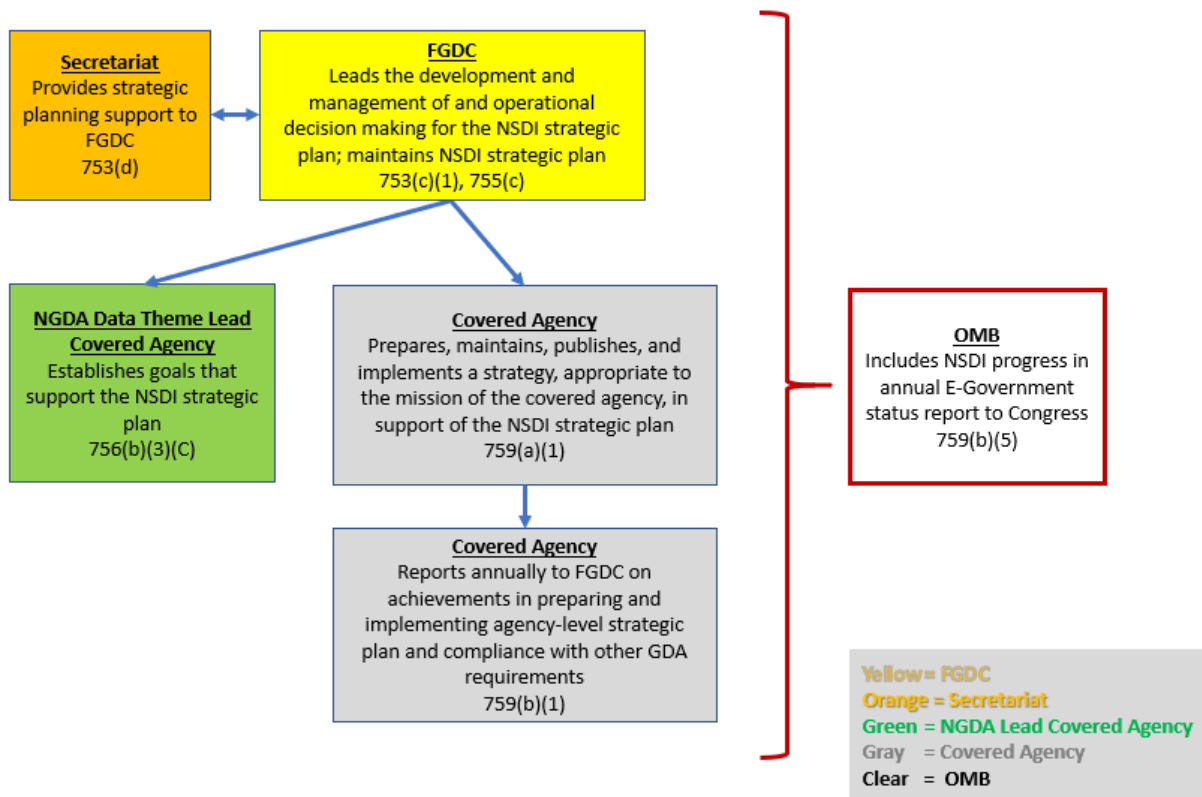 Secretariat
Provides strategic
planning support to
FGDC
753(d)
FGDC
Leads the development and
management of and operational
decision making for the NSDI strategic
plan; maintains NSDI strategic plan
753(c)(1), 755(c)
NGDA Data Theme Lead
Covered Agency
Establishes goals that
support the NSDI strategic
plan
756(b)(3)(C)
Covered Agency
Prepares, maintains, publishes, and
implements a strategy, appropriate to
the mission of the covered agency, in
support of the NSDI strategic plan
759(a)(1)
Covered Agency
Reports annually to FGDC on
achievements in preparing and
implementing agency-level strategic
plan and compliance with other GDA
requirements
759(b)(1)
OMB
Includes NSDI progress in
annual E-Government
status report to Congress
759(b)(5)
Yellow = FGDC
Orange = Secretariat
Green = NGDA Lead Covered Agency
Gray = Covered Agency
Clear = OMB